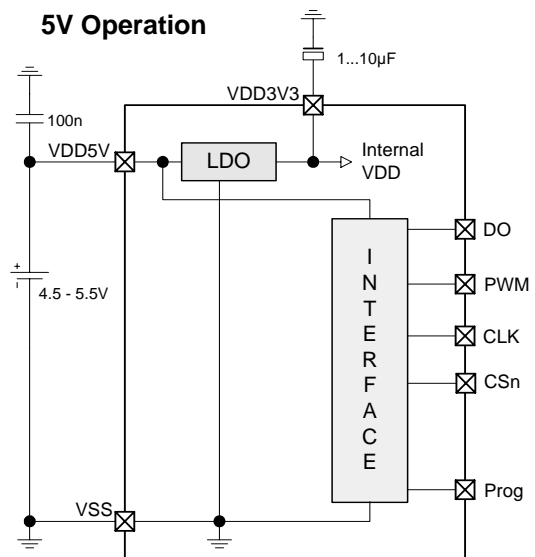 5V Operation
1...10µF
VDD3V3
100n
VDD5V
LDO
Internal
VDD
DO
INTERFACE
PWM
+
-
4.5 - 5.5V
CLK
CSn
Prog
VSS